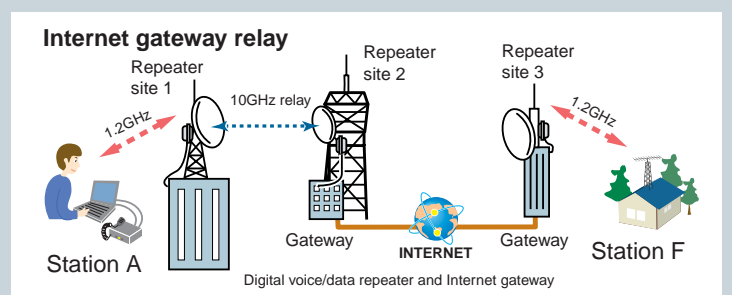 Internet gateway relay
Repeater
site 1
Repeater
site 2
Repeater
site 3
1.2GHz
10GHz relay
1.2GHz
Station A
Gateway
INTERNET
Gateway
Station F
Digital voice/data repeater and Internet gateway